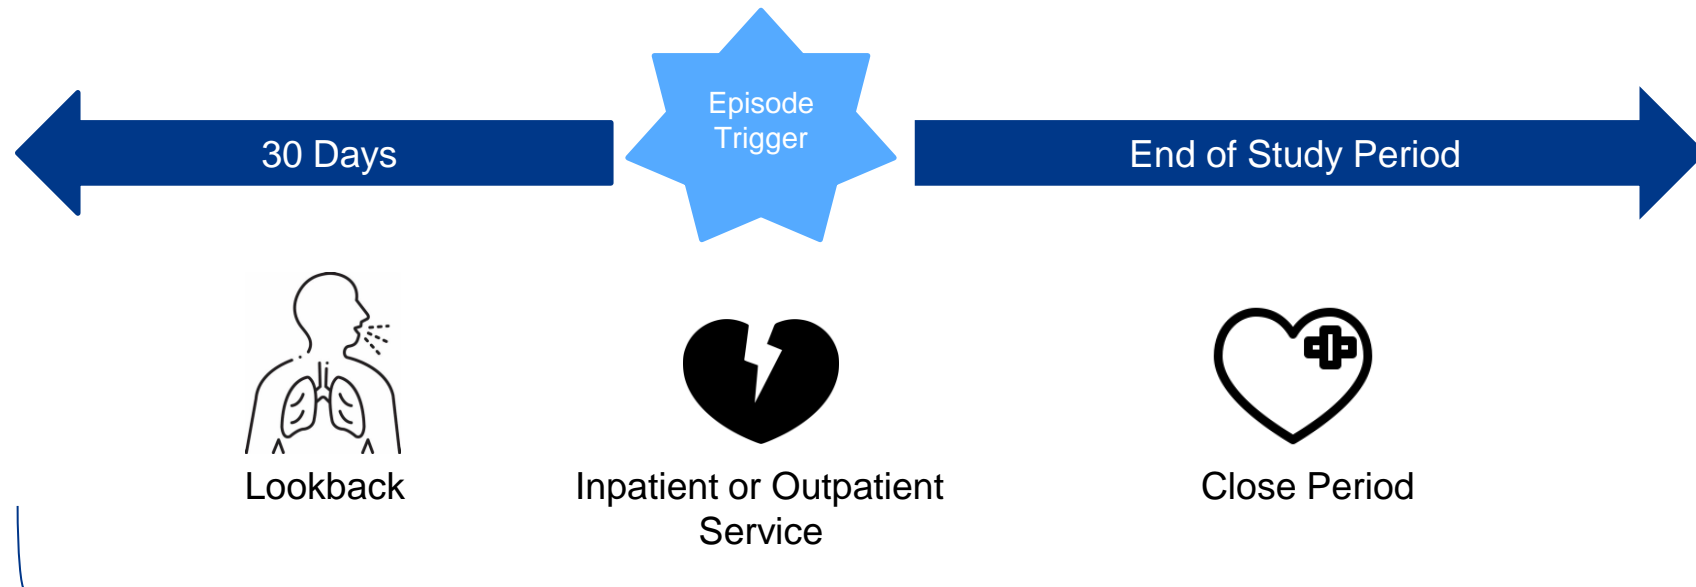 Episode
Trigger
30 Days
End of Study Period
Lookback
Inpatient or Outpatient
Service
Close Period